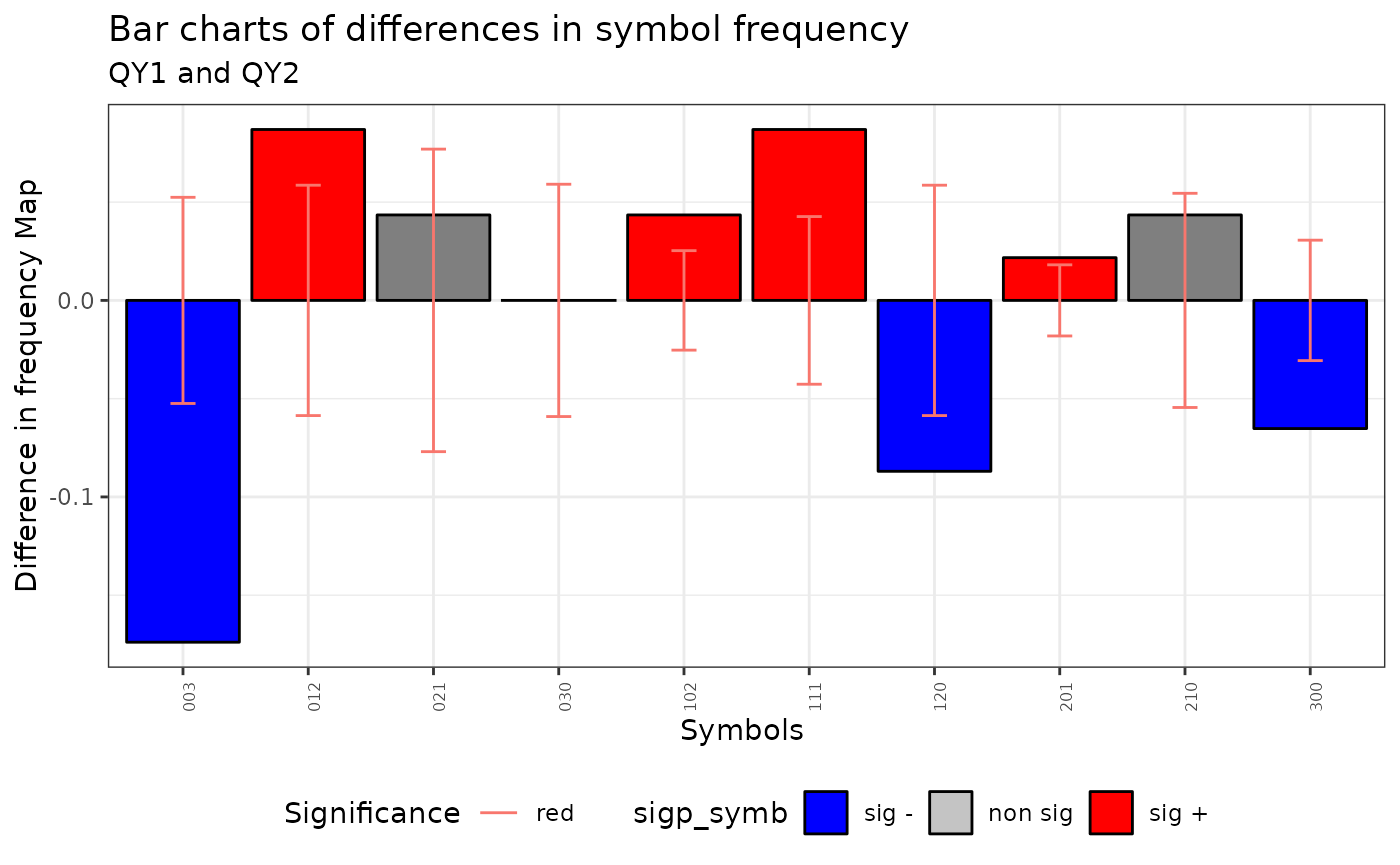 Bar charts of differences in symbol frequency
QY1 and QY2
Difference in frequency Map
0.0
-0.1
003 012 021 030 102 111 120 201 210 300
Symbols
Significance red sigp_symb sig - non sig sig +